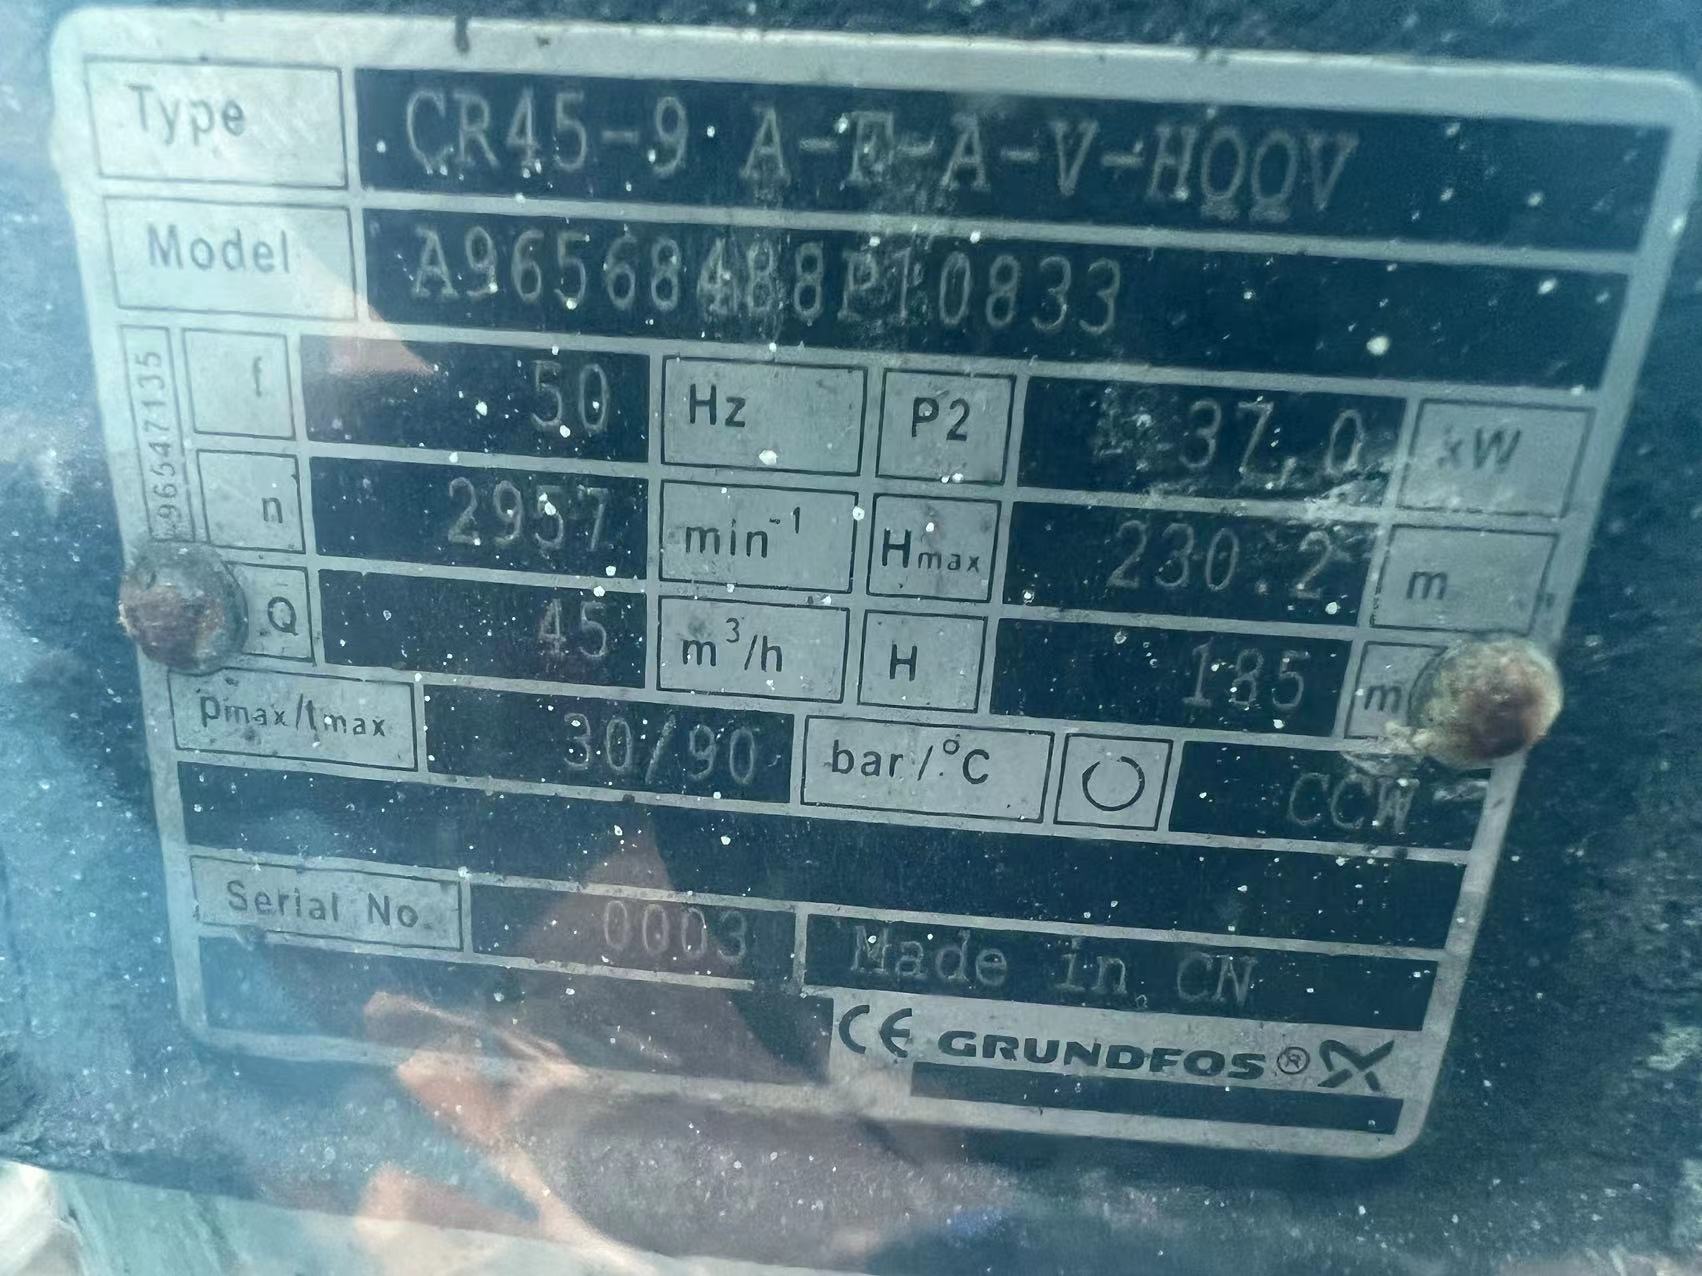 Type CR45-9 A-F-A-V-HQQV
Model A96568488P10833
96547135
f 50 Hz P2 37,0 kW
n 2957 min-1 Hmax 230.2 m
Q 45 m3/h H 185 m
pmax/tmax 30/90 bar/°C CCW
Serial No. 0003 Made in CN
CE GRUNDFOS®